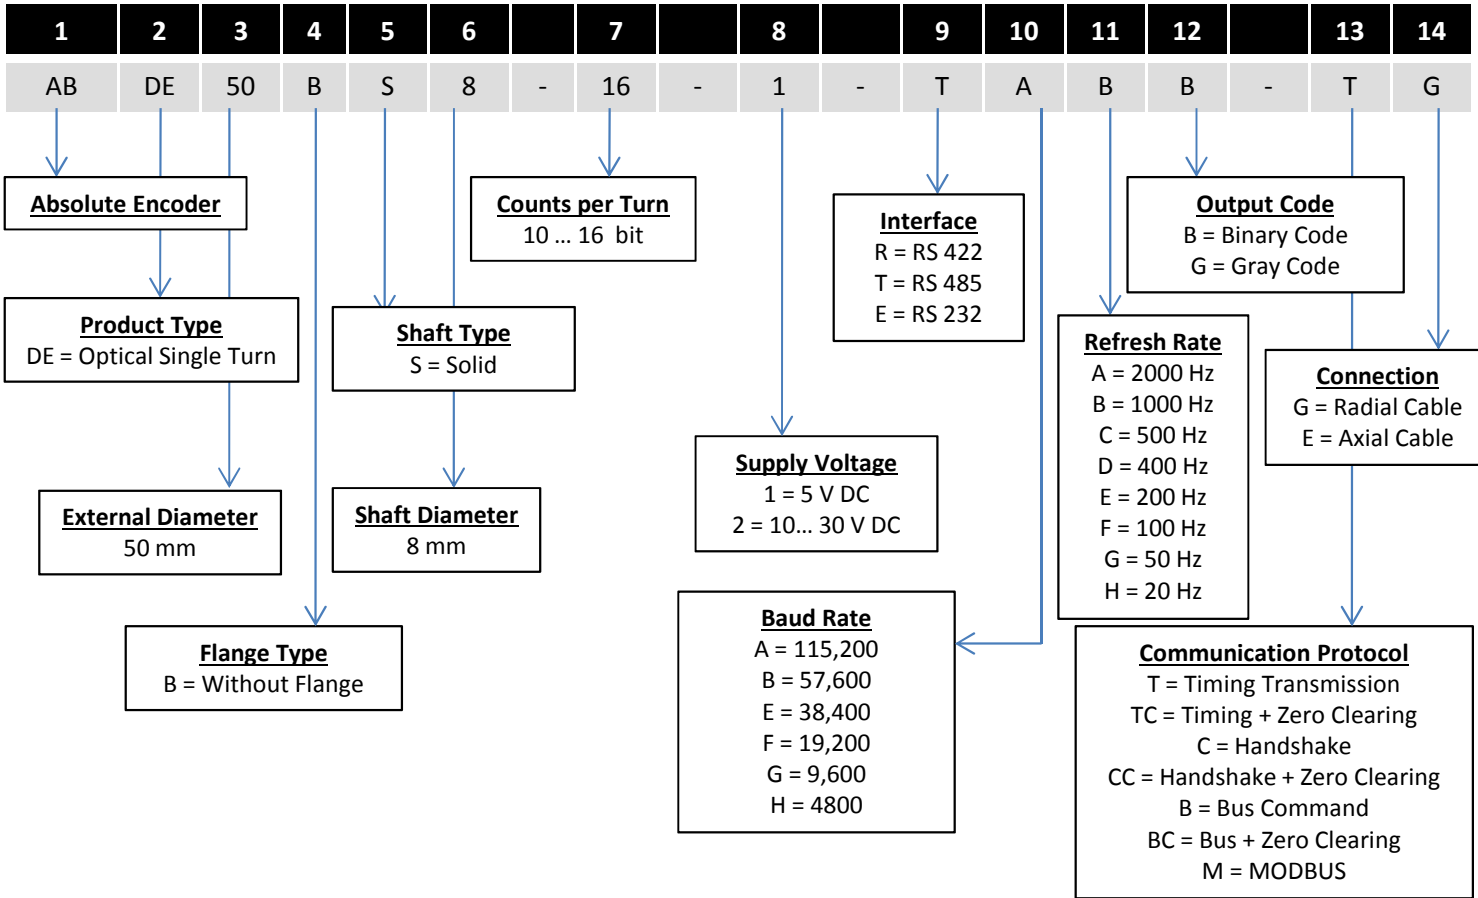 1 2 3 4 5 6 7 8 9 10 11 12 13 14
AB DE 50 B S 8 - 16 - 1 - T A B B - T G
Absolute Encoder
Counts per Turn
10 ... 16 bit
Interface
R = RS 422
T = RS 485
E = RS 232
Output Code
B = Binary Code
G = Gray Code
Product Type
DE = Optical Single Turn
Shaft Type
S = Solid
Refresh Rate
A = 2000 Hz
B = 1000 Hz
C = 500 Hz
D = 400 Hz
E = 200 Hz
F = 100 Hz
G = 50 Hz
H = 20 Hz
Connection
G = Radial Cable
E = Axial Cable
Supply Voltage
1 = 5 V DC
2 = 10... 30 V DC
External Diameter
50 mm
Shaft Diameter
8 mm
Flange Type
B = Without Flange
Baud Rate
A = 115,200
B = 57,600
E = 38,400
F = 19,200
G = 9,600
H = 4800
Communication Protocol
T = Timing Transmission
TC = Timing + Zero Clearing
C = Handshake
CC = Handshake + Zero Clearing
B = Bus Command
BC = Bus + Zero Clearing
M = MODBUS